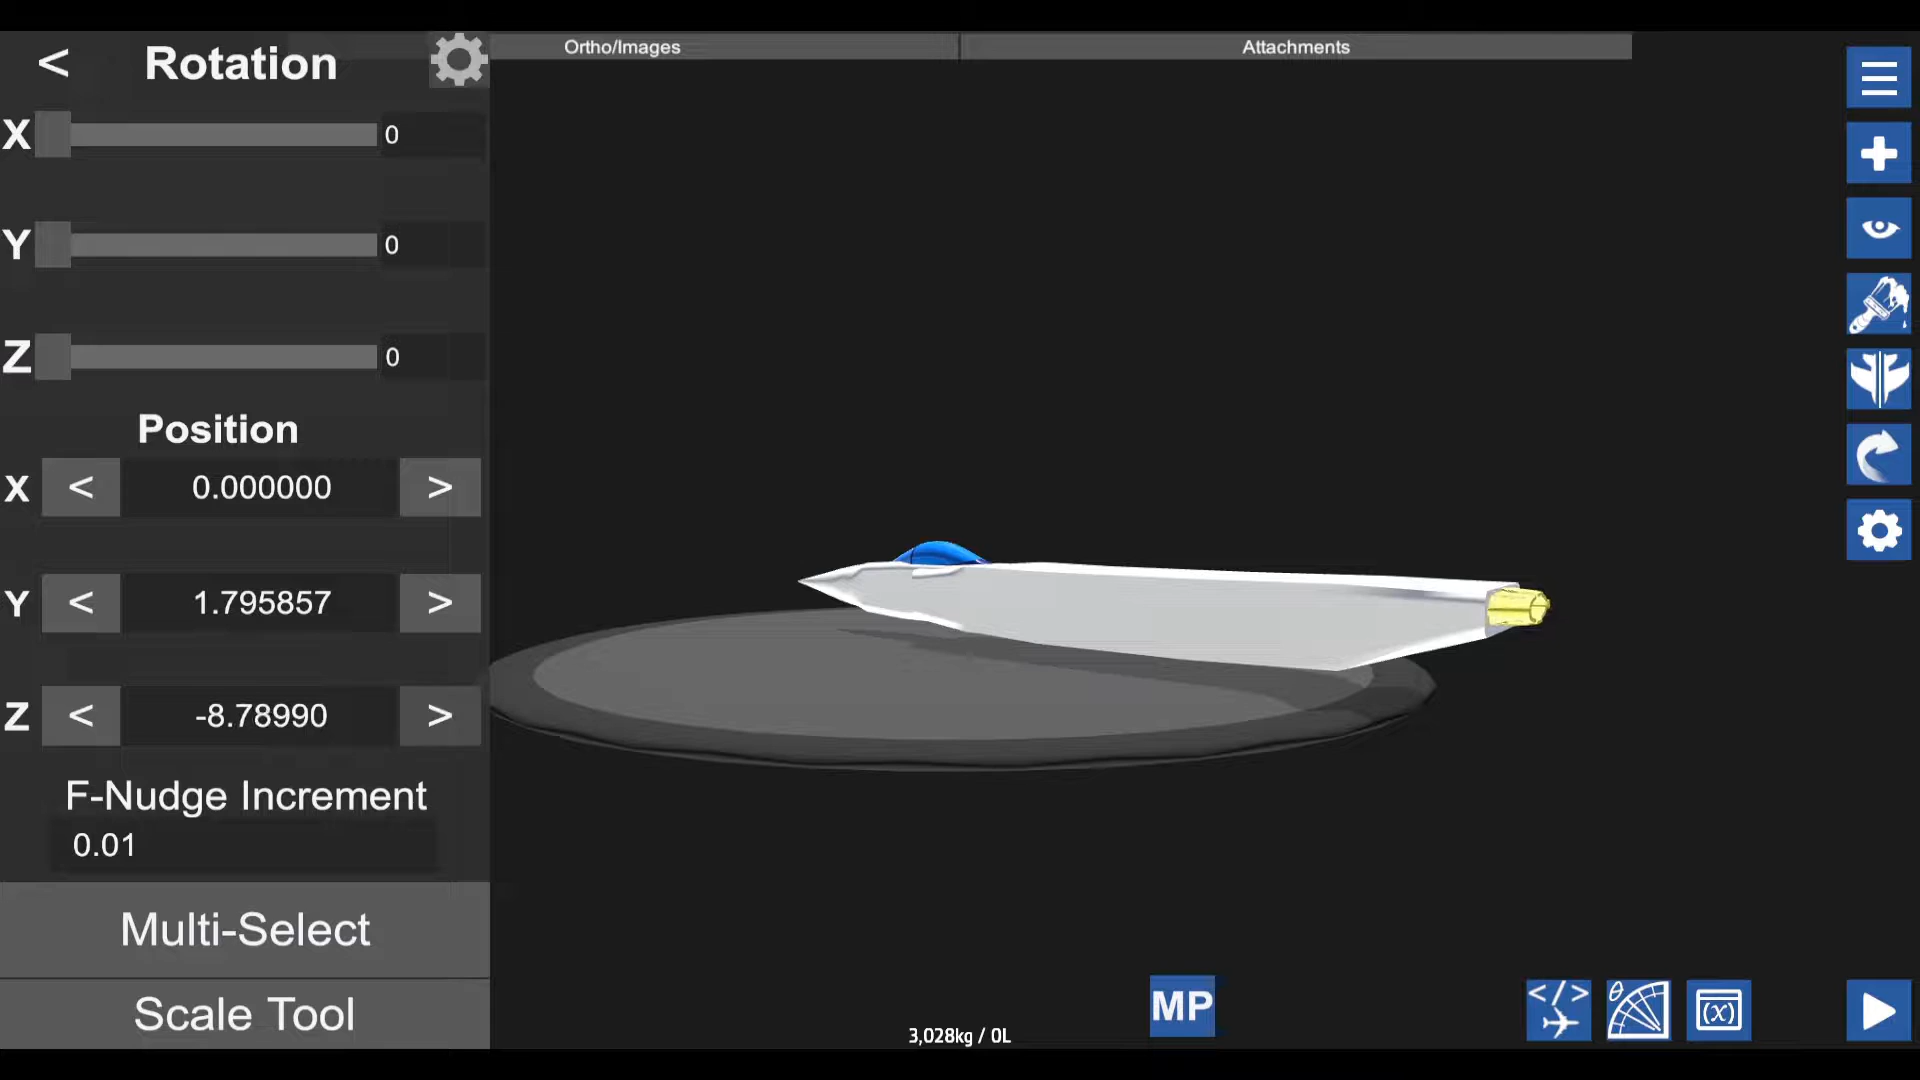 < Rotation
Ortho/Images
Attachments
X 0
Y 0
Z 0
Position
X < 0.000000 >
Y < 1.795857 >
Z < -8.78990 >
F-Nudge Increment
0.01
Multi-Select
Scale Tool
MP
3,028kg / 0L
</>
θ
(x)